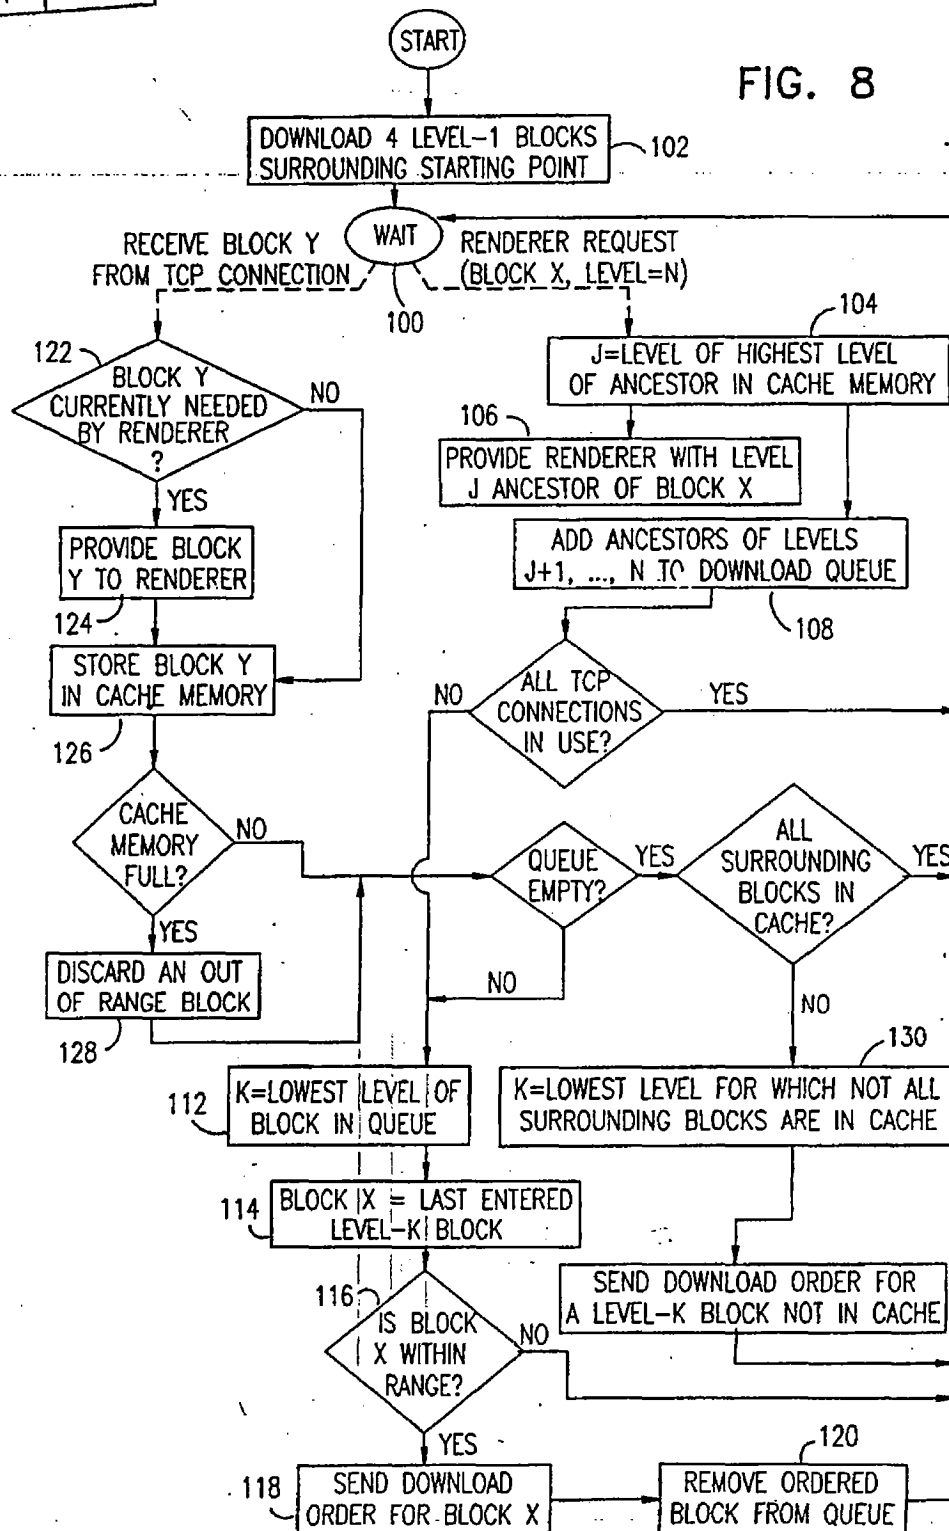 START
FIG. 8
DOWNLOAD 4 LEVEL-1 BLOCKS
SURROUNDING STARTING POINT
102
WAIT
RECEIVE BLOCK Y
FROM TCP CONNECTION
RENDERER REQUEST
(BLOCK X, LEVEL=N)
100
104
J=LEVEL OF HIGHEST LEVEL
OF ANCESTOR IN CACHE MEMORY
122
BLOCK Y
CURRENTLY NEEDED
BY RENDERER
?
NO
YES
106
PROVIDE RENDERER WITH LEVEL
J ANCESTOR OF BLOCK X
PROVIDE BLOCK
Y TO RENDERER
124
ADD ANCESTORS OF LEVELS
J+1, ..., N TO DOWNLOAD QUEUE
108
STORE BLOCK Y
IN CACHE MEMORY
126
NO
ALL TCP
CONNECTIONS
IN USE?
YES
CACHE
MEMORY
FULL?
NO
YES
QUEUE
EMPTY?
YES
NO
ALL
SURROUNDING
BLOCKS IN
CACHE?
YES
NO
DISCARD AN OUT
OF RANGE BLOCK
128
130
K=LOWEST LEVEL OF
BLOCK IN QUEUE
112
K=LOWEST LEVEL FOR WHICH NOT ALL
SURROUNDING BLOCKS ARE IN CACHE
114
BLOCK X = LAST ENTERED
LEVEL-K BLOCK
SEND DOWNLOAD ORDER FOR
A LEVEL-K BLOCK NOT IN CACHE
116
IS BLOCK
X WITHIN
RANGE?
NO
YES
118
SEND DOWNLOAD
ORDER FOR BLOCK X
120
REMOVE ORDERED
BLOCK FROM QUEUE